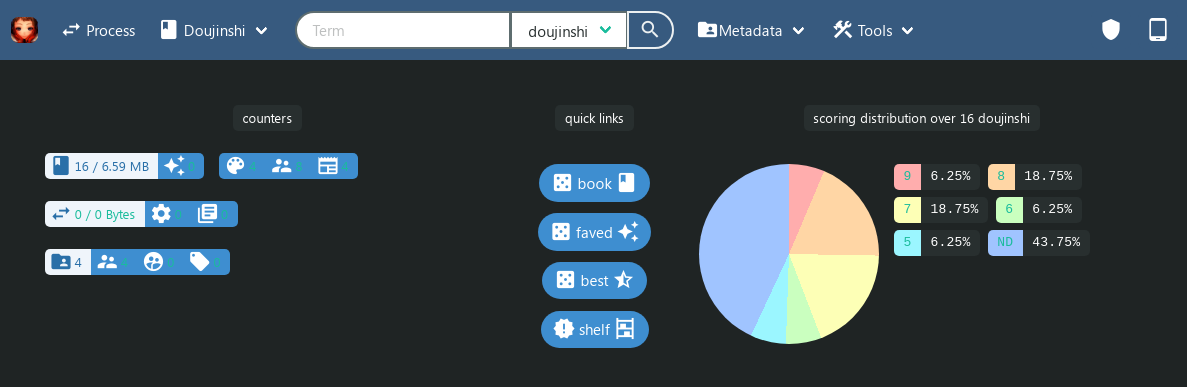 Process Doujinshi Term doujinshi Metadata Tools
counters
quick links
scoring distribution over 16 doujinshi
16 / 6.59 MB
0 / 0 Bytes
4
book
faved
best
shelf
9 6.25% 8 18.75%
7 18.75% 6 6.25%
5 6.25% ND 43.75%